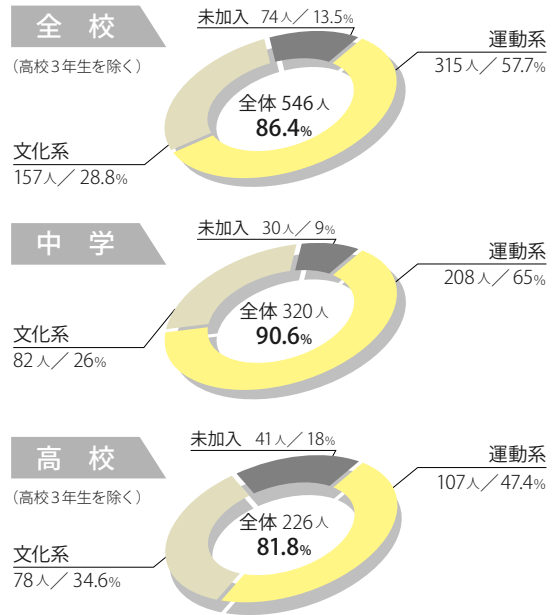 全校
(高校3年生を除く)
未加入 74人／13.5%
運動系
315人／57.7%
全体 546人
86.4%
文化系
157人／28.8%
中学
未加入 30人／9%
運動系
208人／65%
全体 320人
90.6%
文化系
82人／26%
高校
(高校3年生を除く)
未加入 41人／18%
運動系
107人／47.4%
全体 226人
81.8%
文化系
78人／34.6%